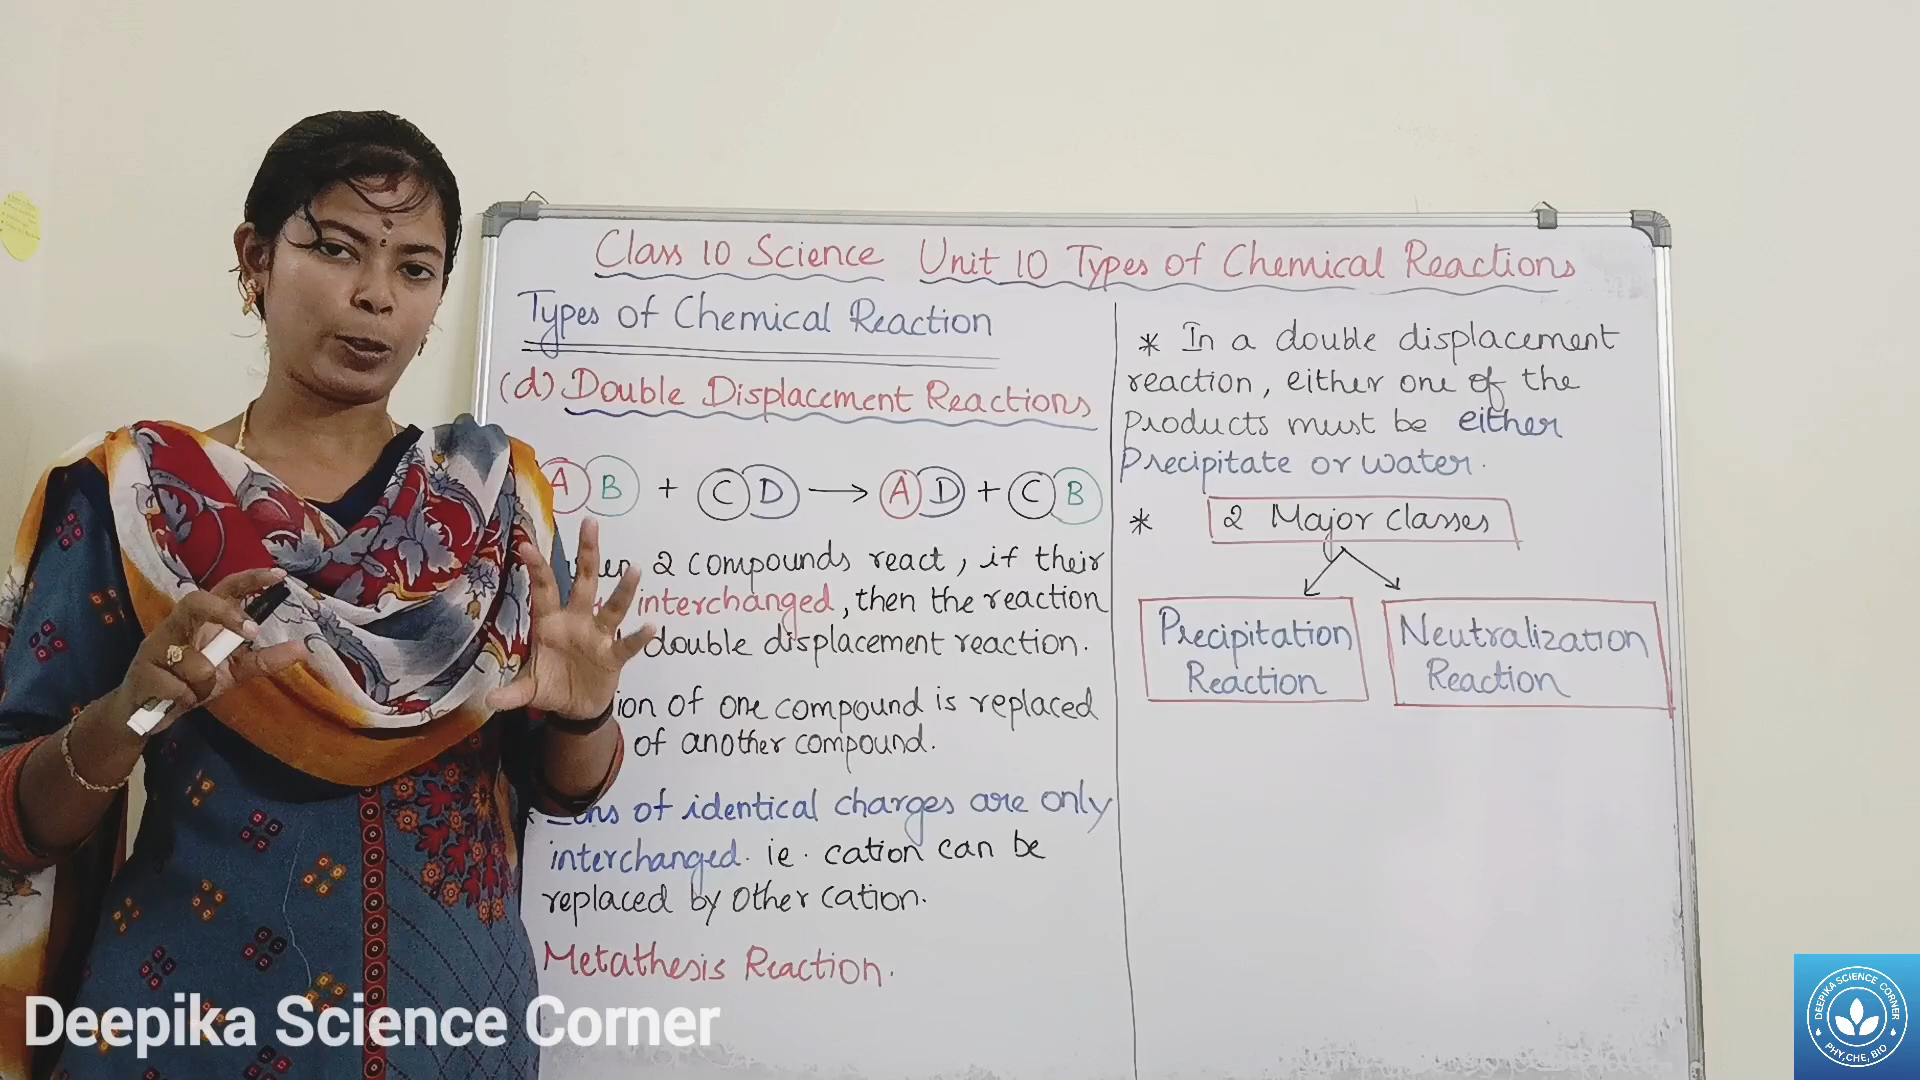 Class 10 Science Unit 10 Types of Chemical Reactions
Types of Chemical Reaction
(d) Double Displacement Reactions
A B + C D → A D + C B
2 compounds react, if their
interchanged, then the reaction
double displacement reaction.
ion of one compound is replaced
of another compound.
of identical charges are only
interchanged. ie. cation can be
replaced by other cation.
Metathesis Reaction.
* In a double displacement
reaction, either one of the
products must be either
Precipitate or water.
* 2 Major classes
Precipitation
Reaction
Neutralization
Reaction
Deepika Science Corner
DEEPIKA SCIENCE CORNER
PHY,CHE,BIO